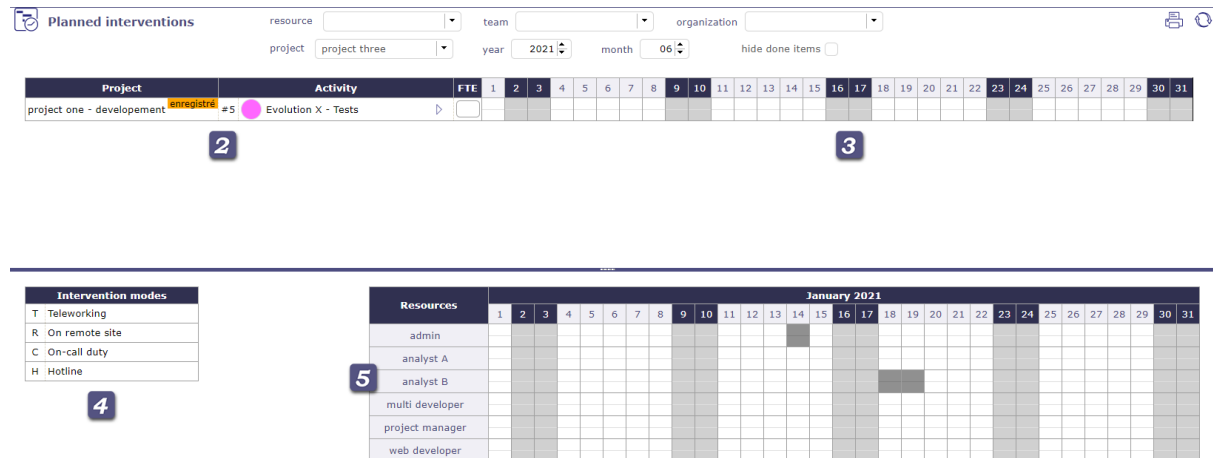 Planned interventions resource team organization
project project three year 2021 month 06 hide done items
Project Activity FTE 1 2 3 4 5 6 7 8 9 10 11 12 13 14 15 16 17 18 19 20 21 22 23 24 25 26 27 28 29 30 31
project one - developement enregistré #5 Evolution X - Tests
2 3
Intervention modes
T Teleworking
R On remote site
C On-call duty
H Hotline
4
Resources January 2021
1 2 3 4 5 6 7 8 9 10 11 12 13 14 15 16 17 18 19 20 21 22 23 24 25 26 27 28 29 30 31
admin
analyst A
5
analyst B
multi developer
project manager
web developer